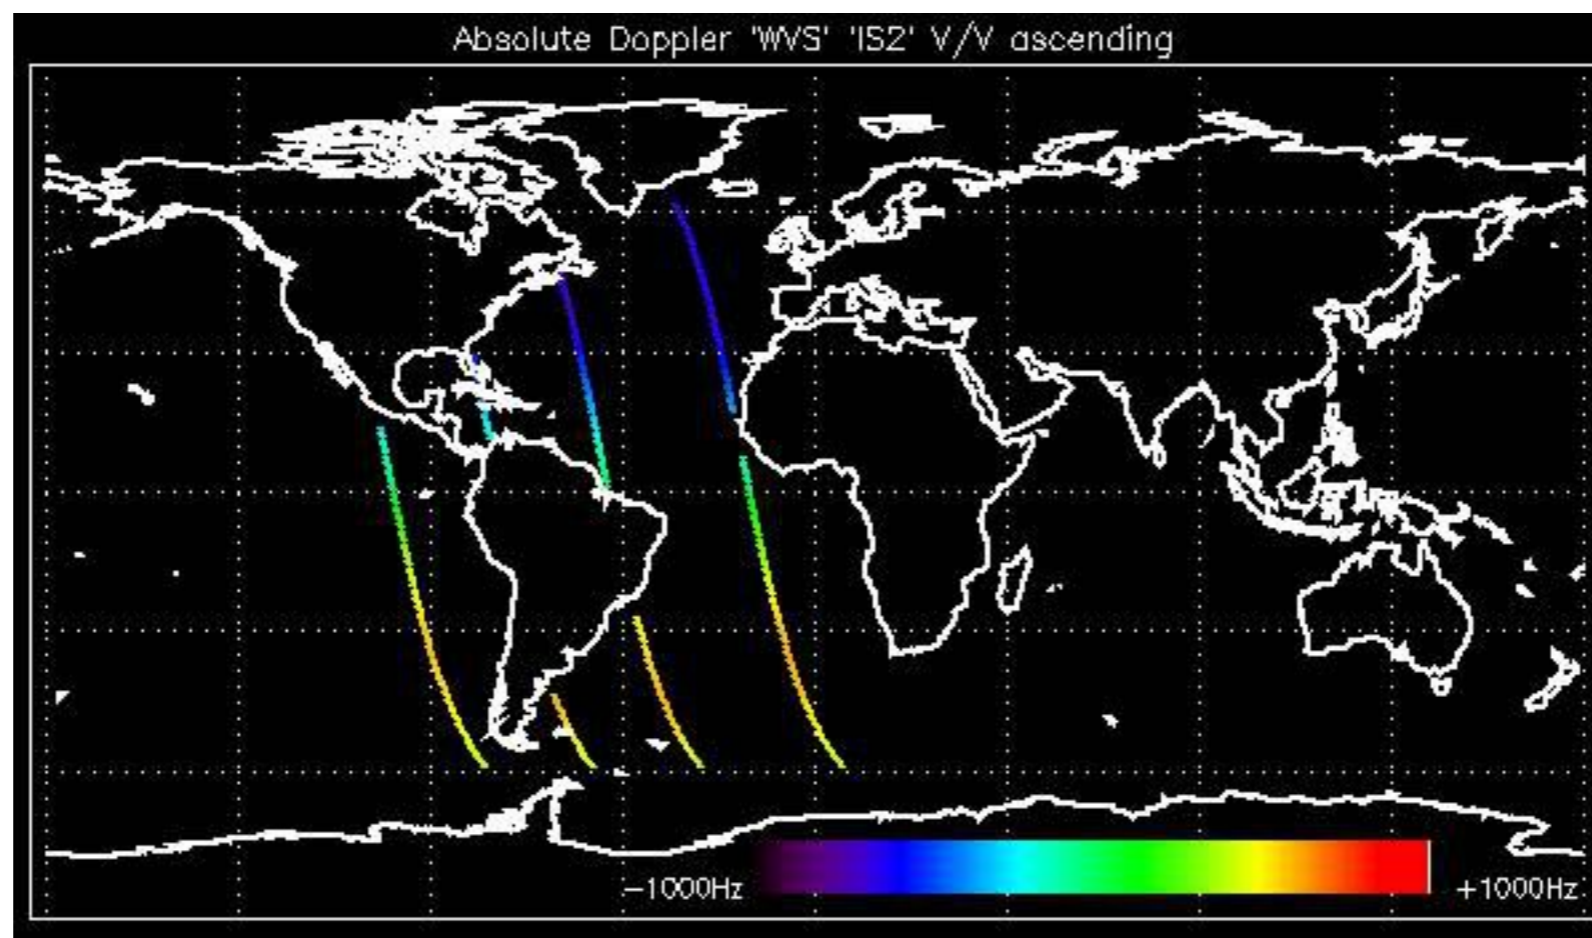 Absolute Doppler 'WVS' 'IS2' V/V ascending
-1000Hz
+1000Hz